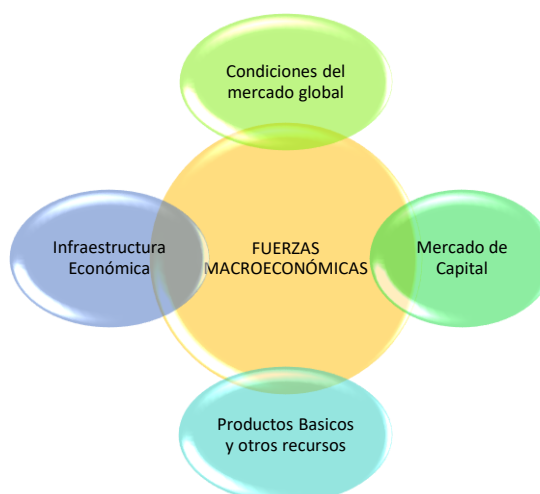 Condiciones del
mercado global
Infraestructura
Económica
FUERZAS
MACROECONÓMICAS
Mercado de
Capital
Productos Basicos
y otros recursos